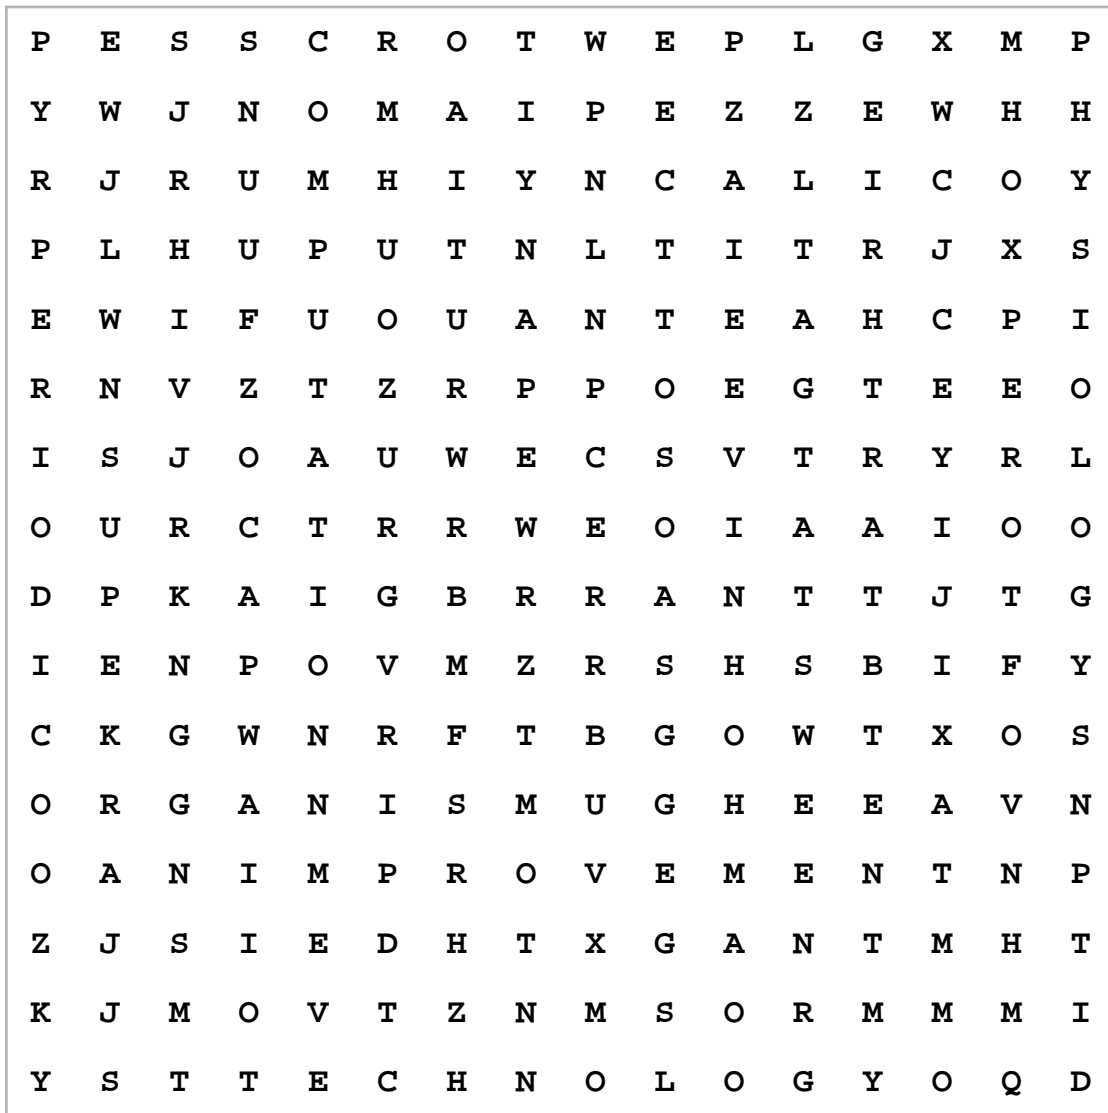 P E S S C R O T W E P L G X M P
Y W J N O M A I P E Z Z E W H H
R J R U M H I Y N C A L I C O Y
P L H U P U T N L T I T R J X S
E W I F U O U A N T E A H C P I
R N V Z T Z R P P O E G T E E O
I S J O A U W E C S V T R Y R L
O U R C T R R W E O I A A I O O
D P K A I G B R R A N T T J T G
I E N P O V M Z R S H S B I F Y
C K G W N R F T B G O W T X O S
O R G A N I S M U G H E E A V N
O A N I M P R O V E M E N T N P
Z J S I E D H T X G A N T M H T
K J M O V T Z N M S O R M M M I
Y S T T E C H N O L O G Y O Q D